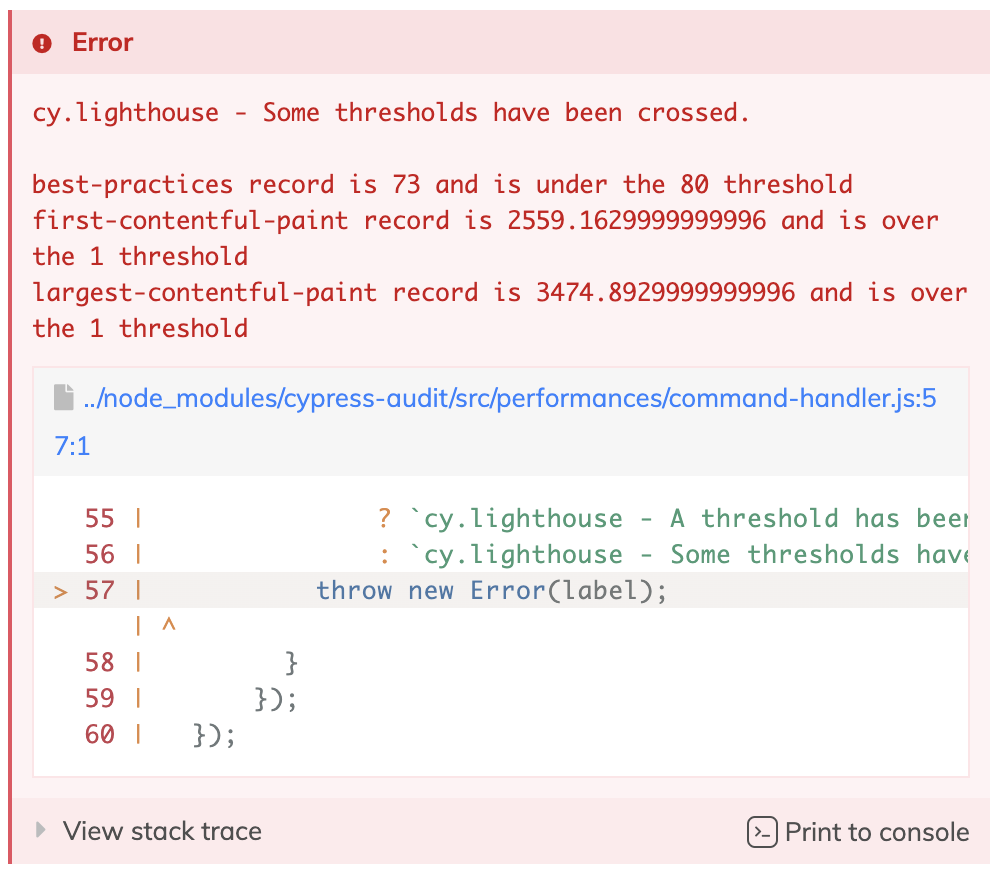 Error
cy.lighthouse - Some thresholds have been crossed.
best-practices record is 73 and is under the 80 threshold
first-contentful-paint record is 2559.1629999999996 and is over
the 1 threshold
largest-contentful-paint record is 3474.8929999999996 and is over
the 1 threshold
../node_modules/cypress-audit/src/performances/command-handler.js:5
7:1
55 | ? `cy.lighthouse - A threshold has been
56 | : `cy.lighthouse - Some thresholds have
> 57 | throw new Error(label);
| ^
58 | }
59 | });
60 | });
View stack trace
>_ Print to console